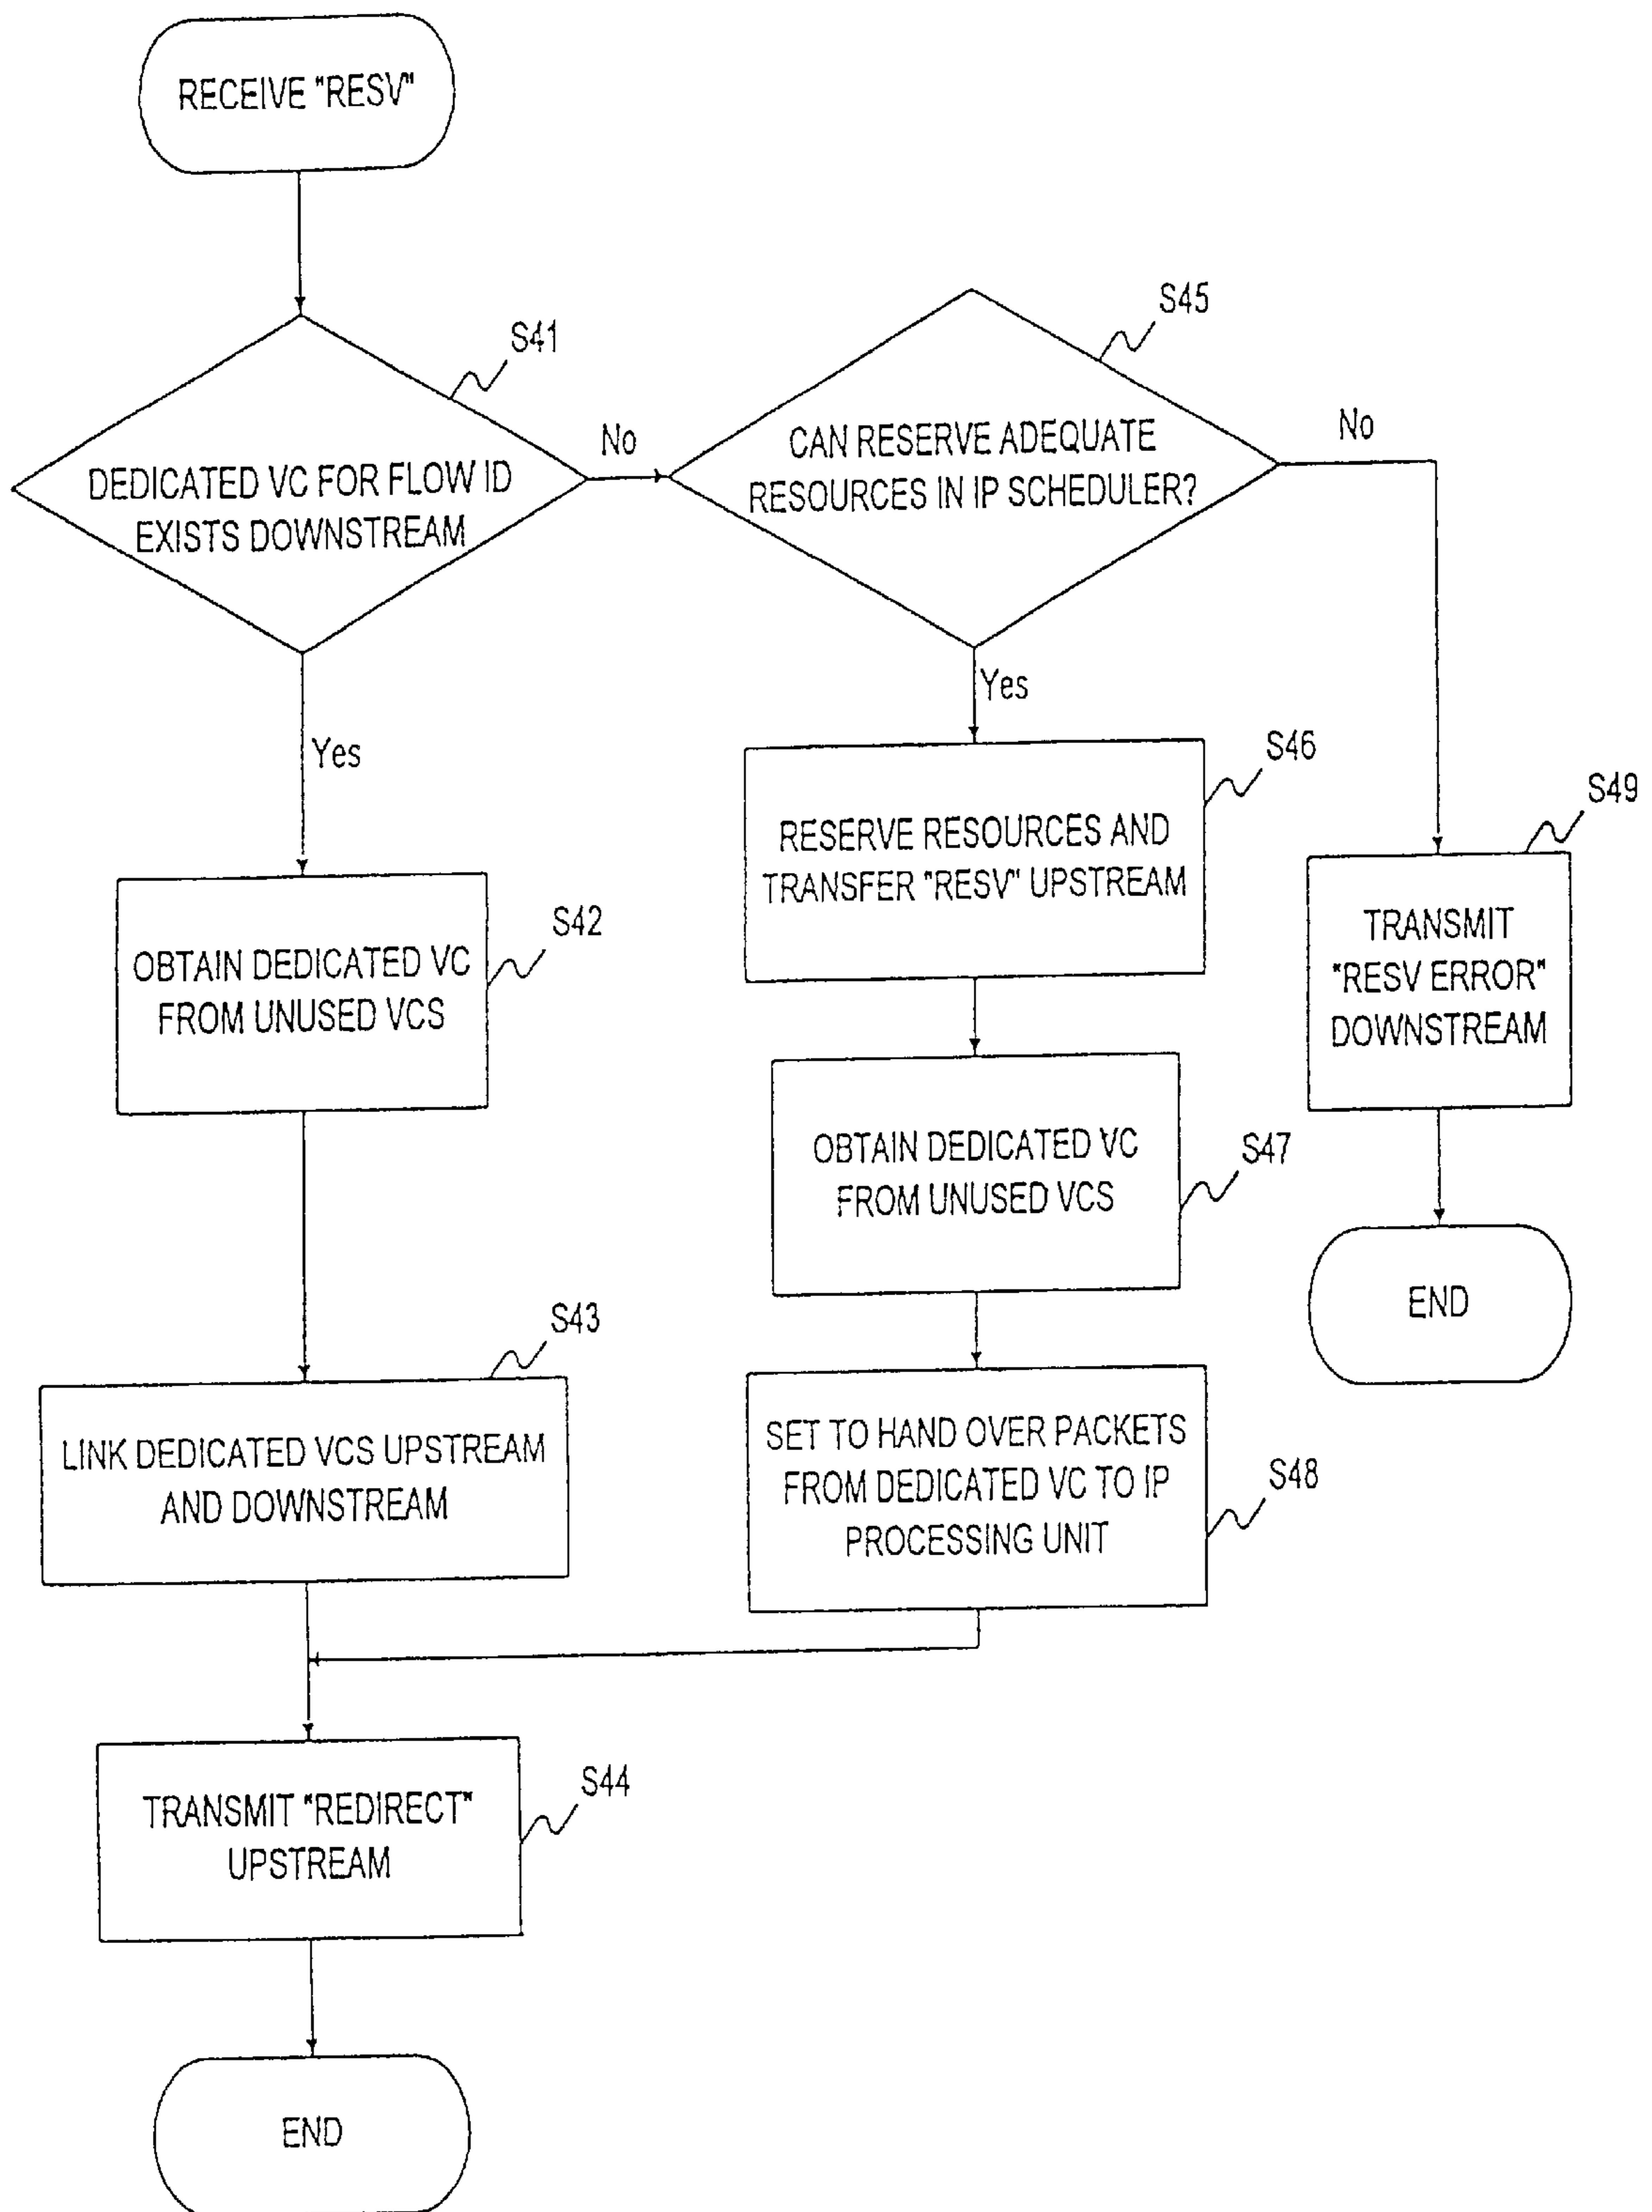 RECEIVE "RESV"
S41
DEDICATED VC FOR FLOW ID
EXISTS DOWNSTREAM
No
Yes
S45
CAN RESERVE ADEQUATE
RESOURCES IN IP SCHEDULER?
No
Yes
S42
OBTAIN DEDICATED VC
FROM UNUSED VCS
S46
RESERVE RESOURCES AND
TRANSFER "RESV" UPSTREAM
S49
TRANSMIT
"RESV ERROR"
DOWNSTREAM
S47
OBTAIN DEDICATED VC
FROM UNUSED VCS
END
S43
LINK DEDICATED VCS UPSTREAM
AND DOWNSTREAM
S48
SET TO HAND OVER PACKETS
FROM DEDICATED VC TO IP
PROCESSING UNIT
S44
TRANSMIT "REDIRECT"
UPSTREAM
END